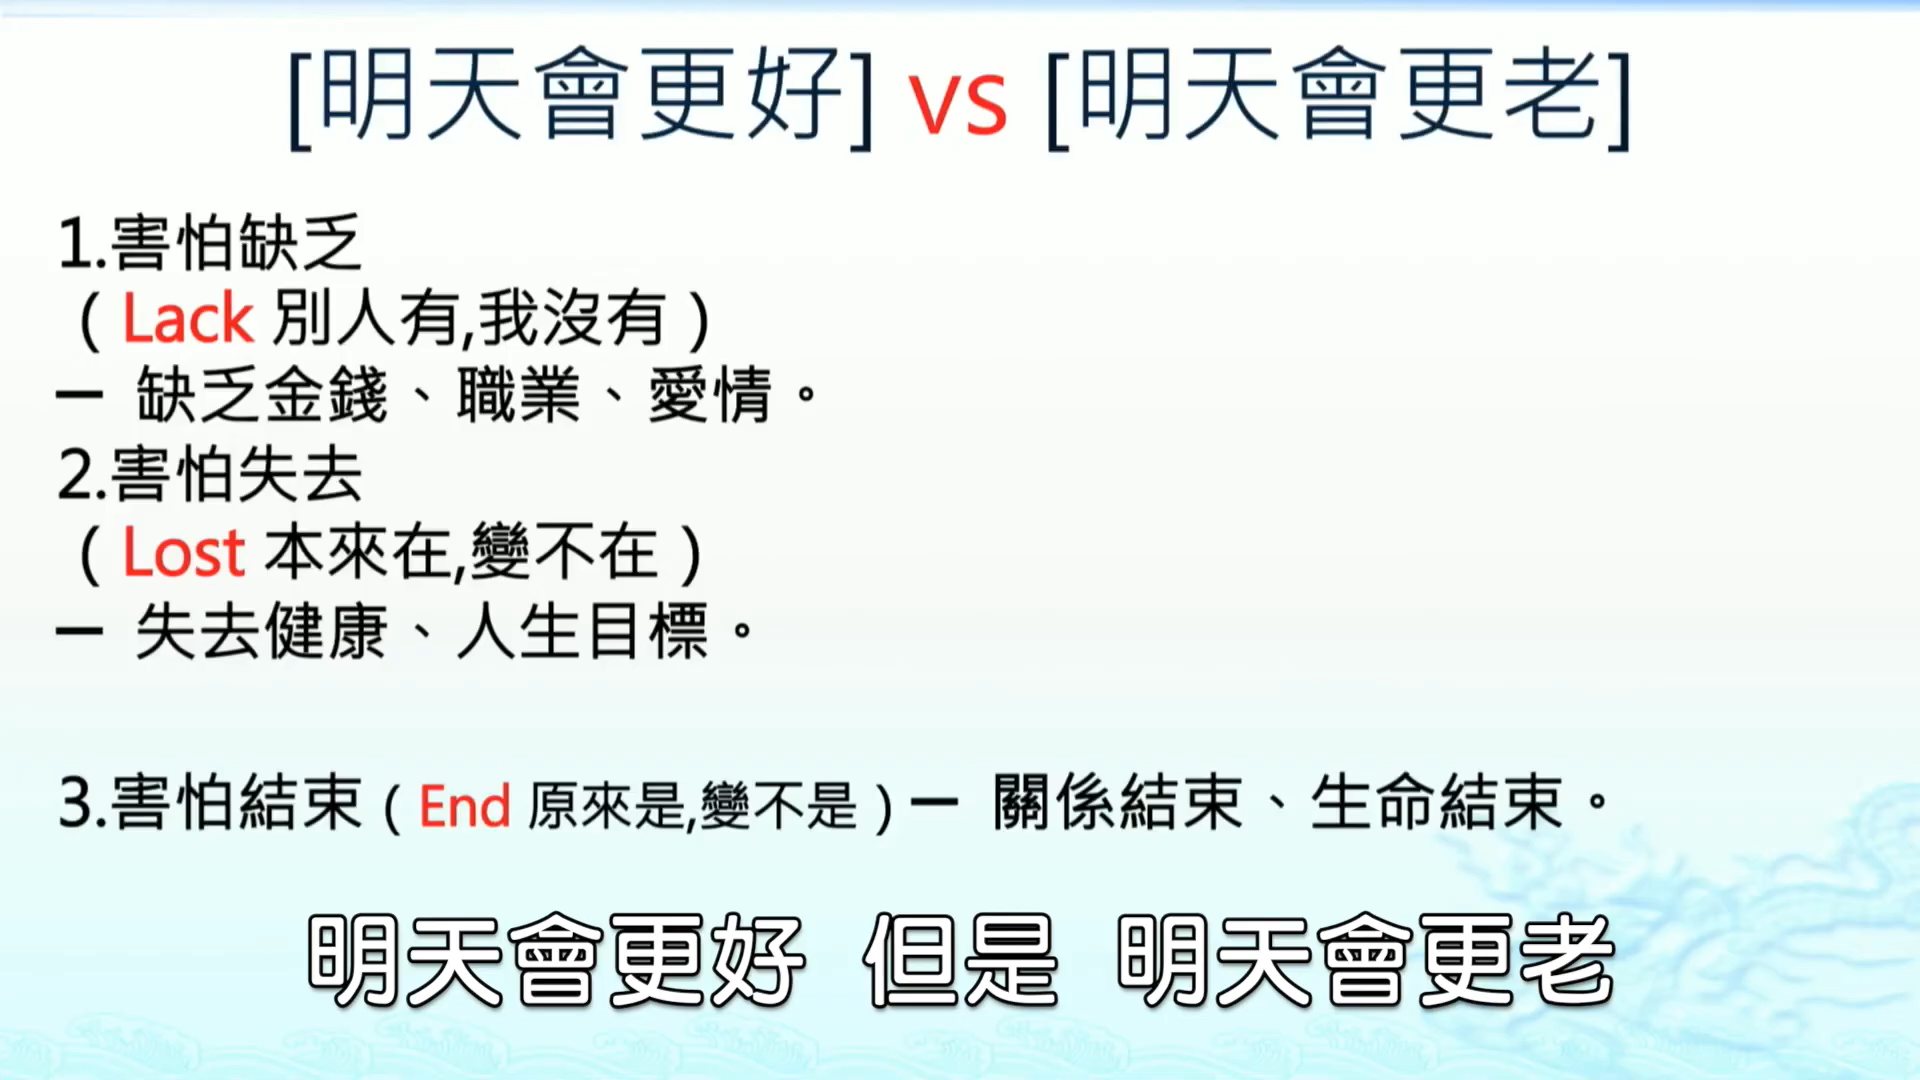 [明天會更好] vs [明天會更老]
1.害怕缺乏
（Lack 別人有,我沒有）
─ 缺乏金錢、職業、愛情。
2.害怕失去
（Lost 本來在,變不在）
─ 失去健康、人生目標。
3.害怕結束（End 原來是,變不是）─ 關係結束、生命結束。
明天會更好 但是 明天會更老